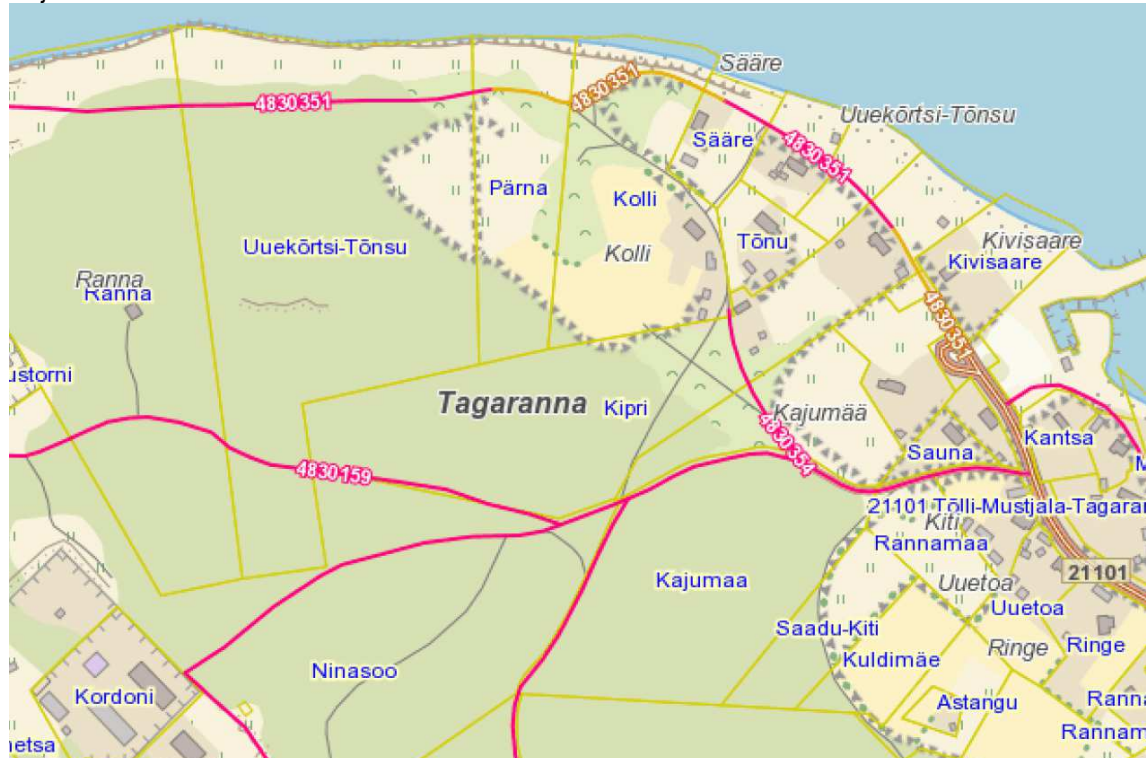 Sääre
4830351
4830351
Uuekõrtsi-Tõnsu
Sääre
4830351
Pärna
Kolli
Tõnu
Kivisaare
Uuekõrtsi-Tõnsu
Kolli
Kivisaare
Ranna
Ranna
4830351
ustorni
Tagaranna
Kipri
Kajumää
Kantsa
Sauna
4830354
M
4830159
21101 Tõlli-Mustjala-Tagaran
Kiti
Rannamaa
Kajumaa
Uuetoa
21101
Uuetoa
Saadu-Kiti
Ninasoo
Ringe
Ringe
Kuldimäe
Kordoni
Astangu
Ranna
Rannam
netsa